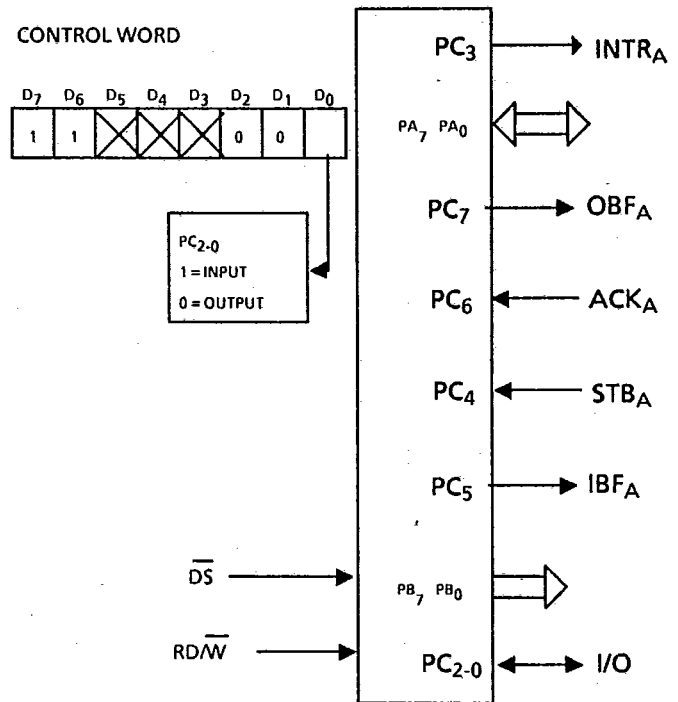 CONTROL WORD
D7 D6 D5 D4 D3 D2 D1 D0
1 1 0 0
PC2-0
1 = INPUT
0 = OUTPUT
PC3 INTRA
PA7 PA0
PC7 OBFA
PC6 ACKA
PC4 STBA
PC5 IBFA
D̅S̅
PB7 PB0
RD/W̅
PC2-0 I/O